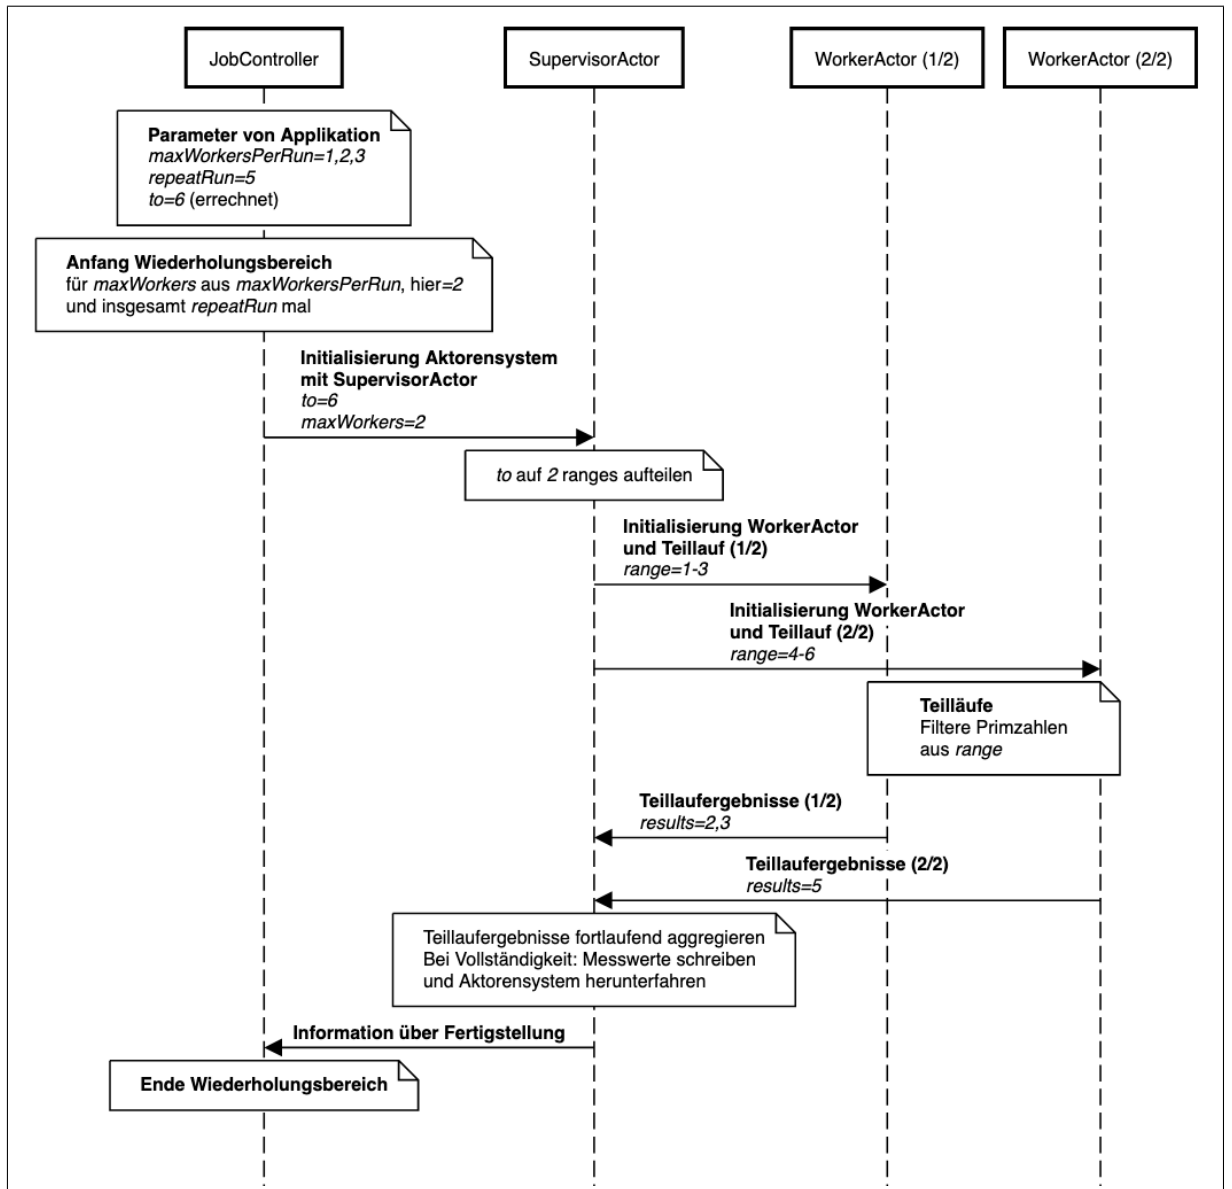 JobController
SupervisorActor
WorkerActor (1/2)
WorkerActor (2/2)
Parameter von Applikation
maxWorkersPerRun=1,2,3
repeatRun=5
to=6 (errechnet)
Anfang Wiederholungsbereich
für maxWorkers aus maxWorkersPerRun, hier=2
und insgesamt repeatRun mal
Initialisierung Aktorensystem
mit SupervisorActor
to=6
maxWorkers=2
to auf 2 ranges aufteilen
Initialisierung WorkerActor
und Teillauf (1/2)
range=1-3
Initialisierung WorkerActor
und Teillauf (2/2)
range=4-6
Teilläufe
Filtere Primzahlen
aus range
Teillaufergebnisse (1/2)
results=2,3
Teillaufergebnisse (2/2)
results=5
Teillaufergebnisse fortlaufend aggregieren
Bei Vollständigkeit: Messwerte schreiben
und Aktorensystem herunterfahren
Information über Fertigstellung
Ende Wiederholungsbereich